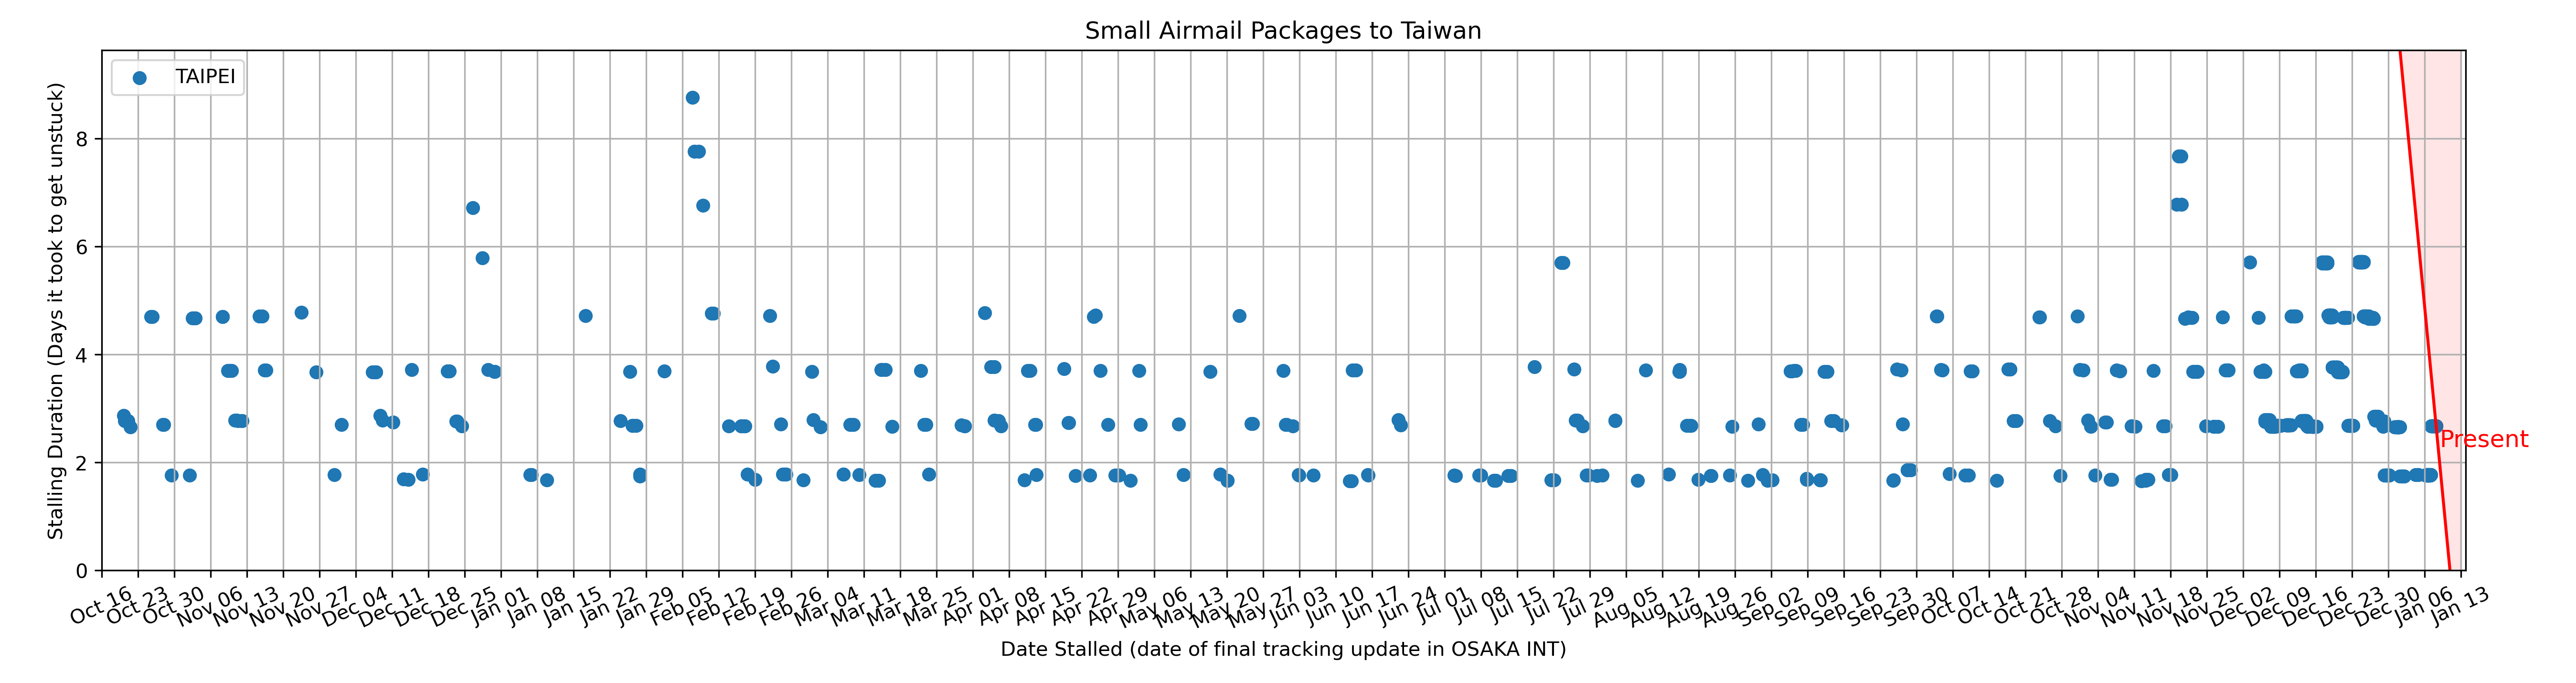 Small Airmail Packages to Taiwan
TAIPEI
Stalling Duration (Days it took to get unstuck)
8
6
4
2
0
Present
Oct 16
Oct 23
Oct 30
Nov 06
Nov 13
Nov 20
Nov 27
Dec 04
Dec 11
Dec 18
Dec 25
Jan 01
Jan 08
Jan 15
Jan 22
Jan 29
Feb 05
Feb 12
Feb 19
Feb 26
Mar 04
Mar 11
Mar 18
Mar 25
Apr 01
Apr 08
Apr 15
Apr 22
Apr 29
May 06
May 13
May 20
May 27
Jun 03
Jun 10
Jun 17
Jun 24
Jul 01
Jul 08
Jul 15
Jul 22
Jul 29
Aug 05
Aug 12
Aug 19
Aug 26
Sep 02
Sep 09
Sep 16
Sep 23
Sep 30
Oct 07
Oct 14
Oct 21
Oct 28
Nov 04
Nov 11
Nov 18
Nov 25
Dec 02
Dec 09
Dec 16
Dec 23
Dec 30
Jan 06
Jan 13
Date Stalled (date of final tracking update in OSAKA INT)